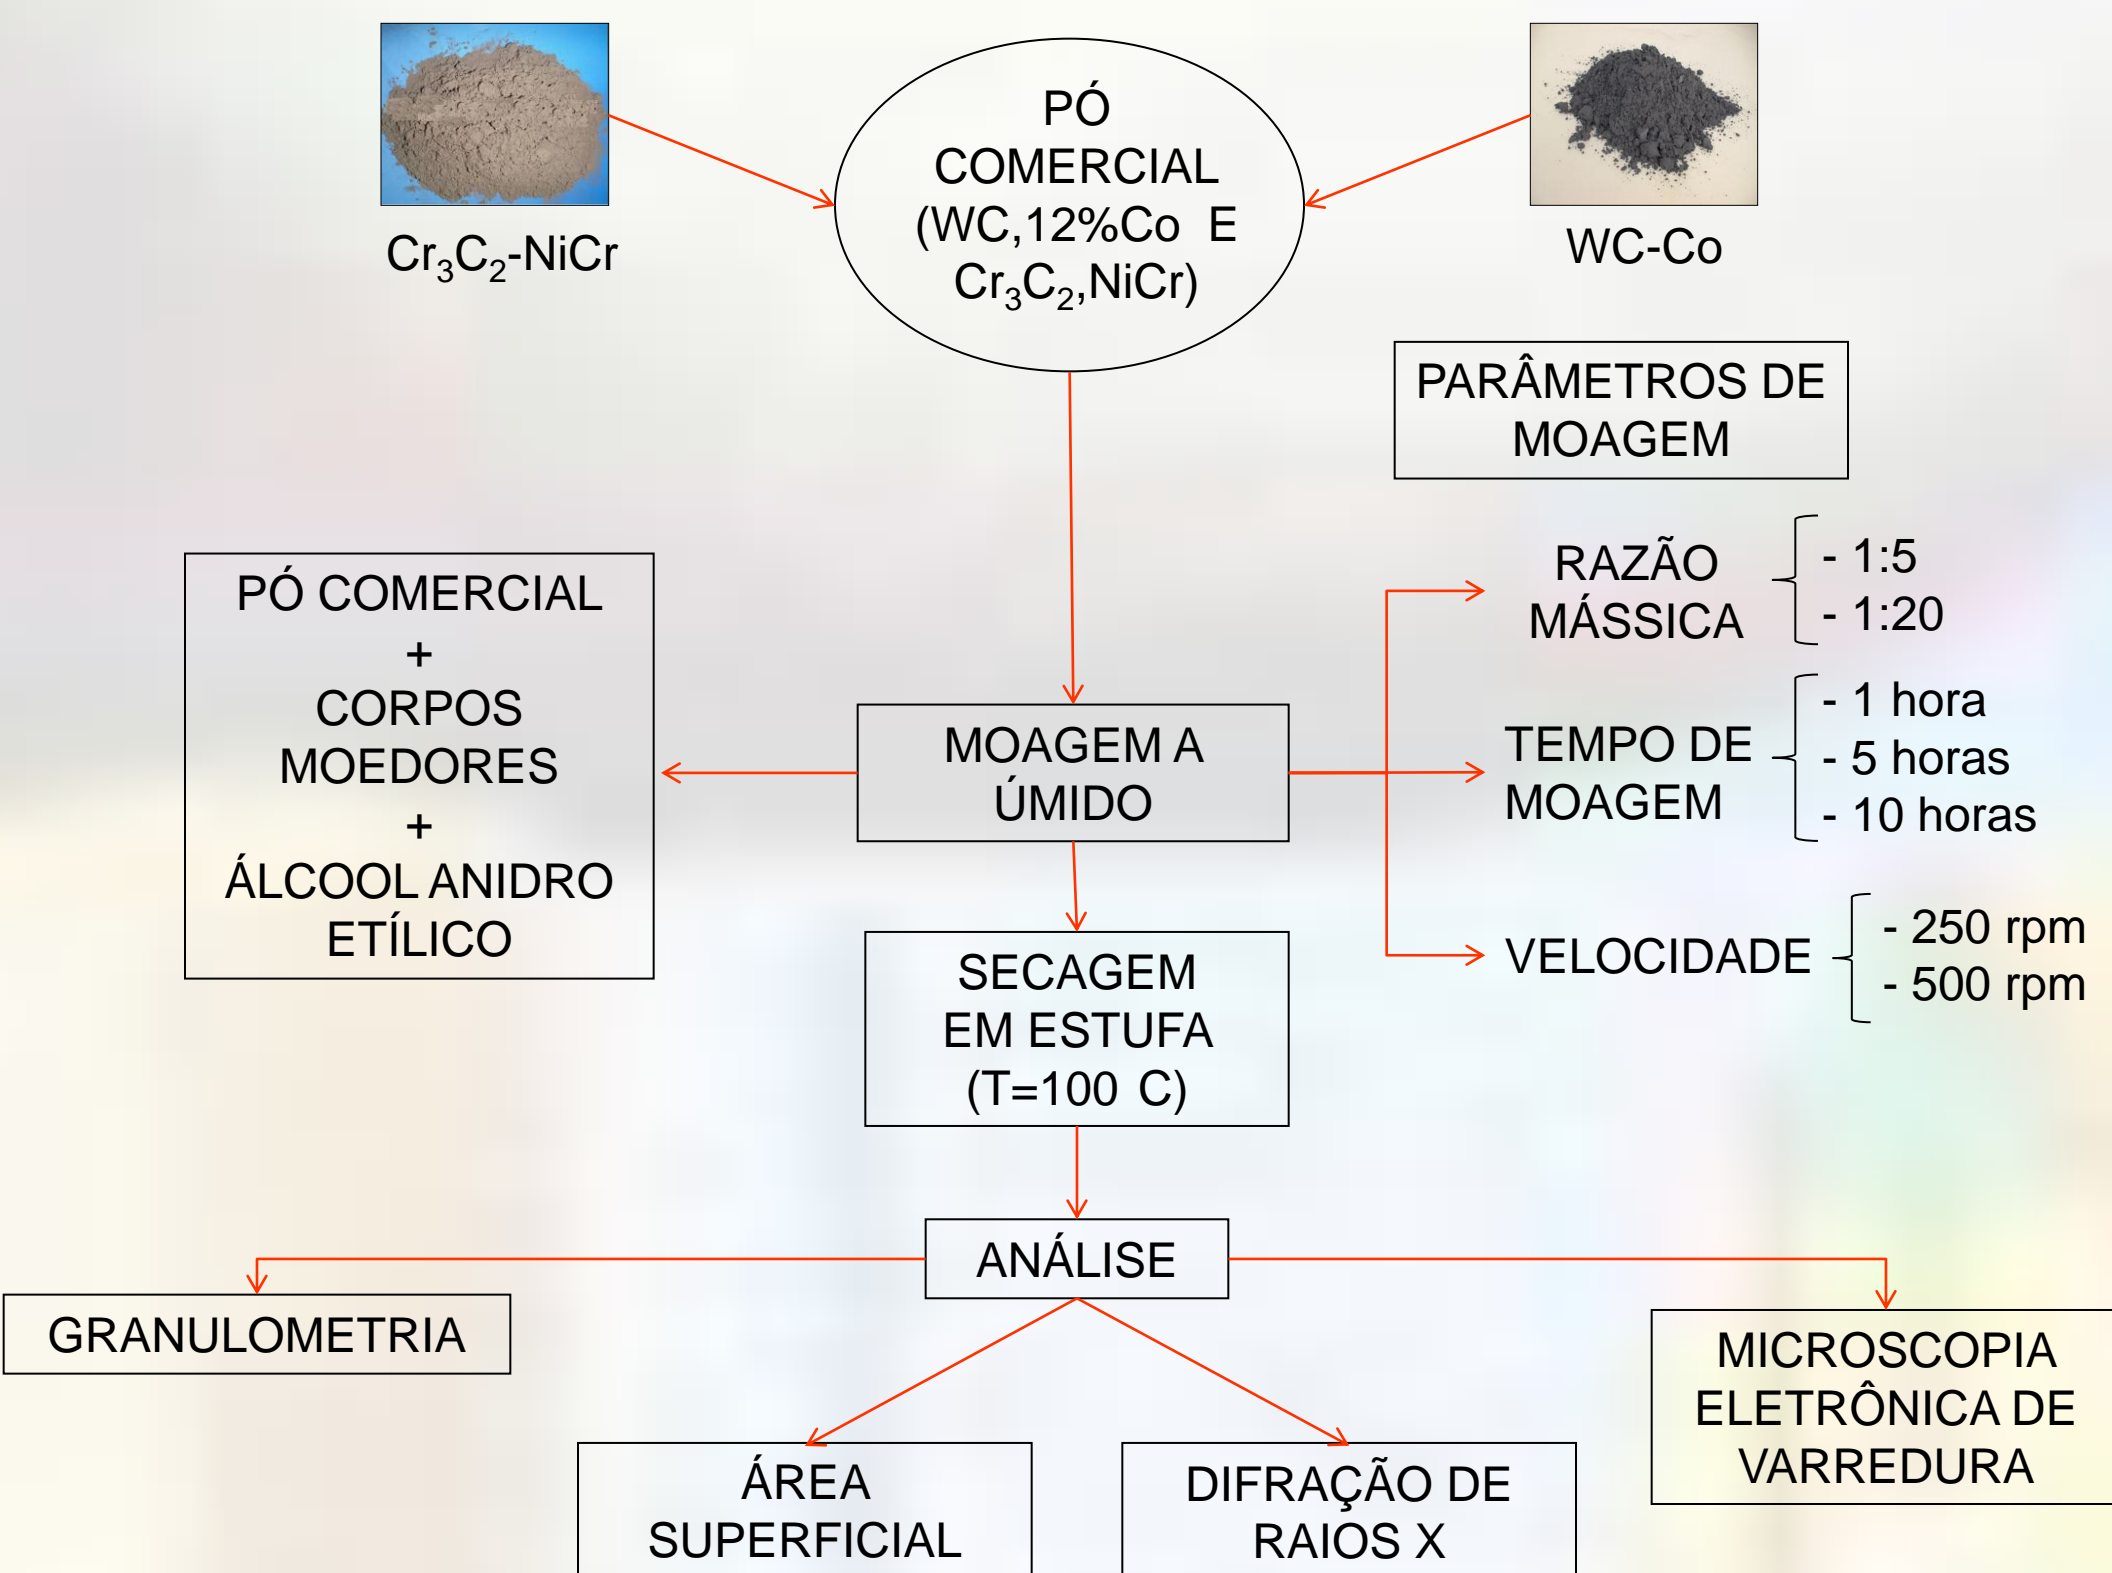 PÓ
COMERCIAL
(WC,12%Co E
Cr₃C₂,NiCr)
Cr₃C₂-NiCr
WC-Co
PARÂMETROS DE
MOAGEM
RAZÃO
MÁSSICA
- 1:5
- 1:20
PÓ COMERCIAL
+
CORPOS
MOEDORES
+
ÁLCOOL ANIDRO
ETÍLICO
MOAGEM A
ÚMIDO
TEMPO DE
MOAGEM
- 1 hora
- 5 horas
- 10 horas
VELOCIDADE
- 250 rpm
- 500 rpm
SECAGEM
EM ESTUFA
(T=100 C)
ANÁLISE
GRANULOMETRIA
ÁREA
SUPERFICIAL
DIFRAÇÃO DE
RAIOS X
MICROSCOPIA
ELETRÔNICA DE
VARREDURA